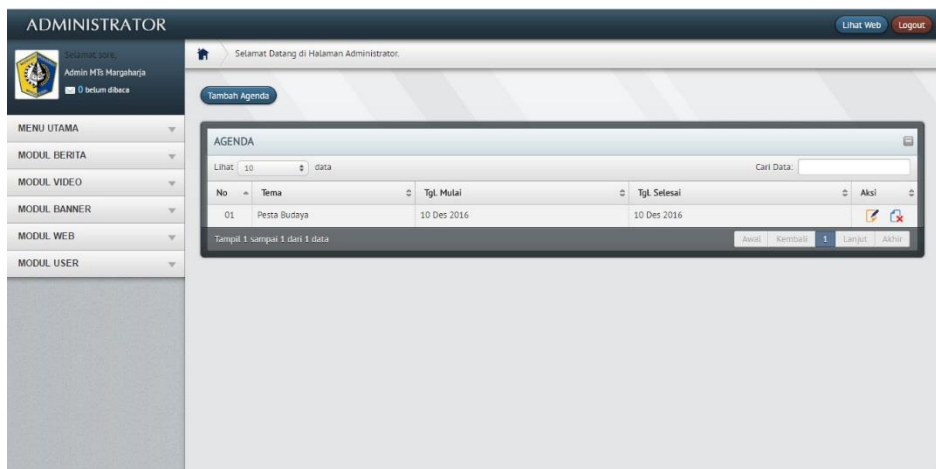 ADMINISTRATOR
Lihat Web Logout
Selamat sore,
Admin MTs Margaharja
0 belum dibaca
Selamat Datang di Halaman Administrator.
Tambah Agenda
MENU UTAMA
MODUL BERITA
MODUL VIDEO
MODUL BANNER
MODUL WEB
MODUL USER
AGENDA
Lihat 10 data
Cari Data:
No Tema Tgl. Mulai Tgl. Selesai Aksi
01 Pesta Budaya 10 Des 2016 10 Des 2016
Tampil 1 sampai 1 dari 1 data
Awal Kembali 1 Lanjut Akhir